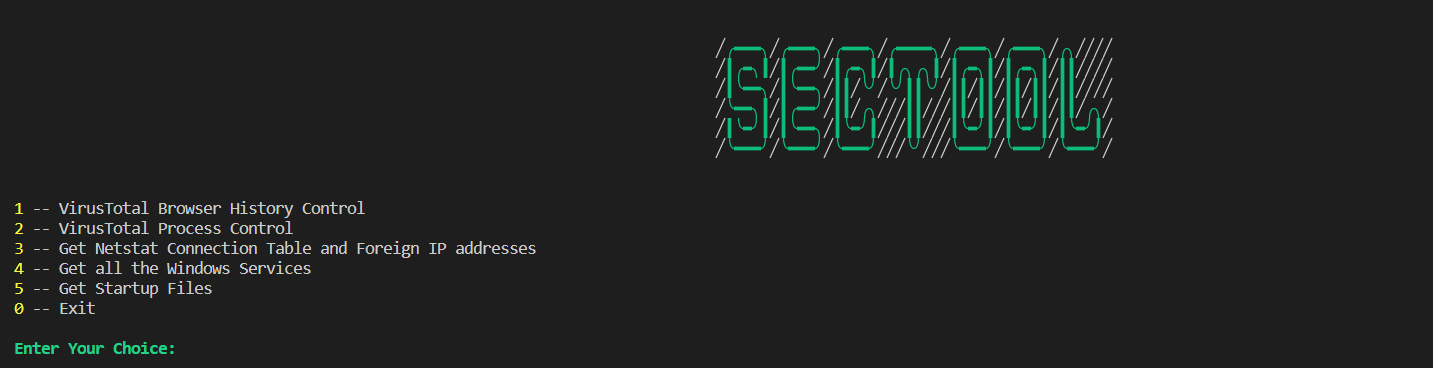 SECTOOL
1 -- VirusTotal Browser History Control
2 -- VirusTotal Process Control
3 -- Get Netstat Connection Table and Foreign IP addresses
4 -- Get all the Windows Services
5 -- Get Startup Files
0 -- Exit
Enter Your Choice: